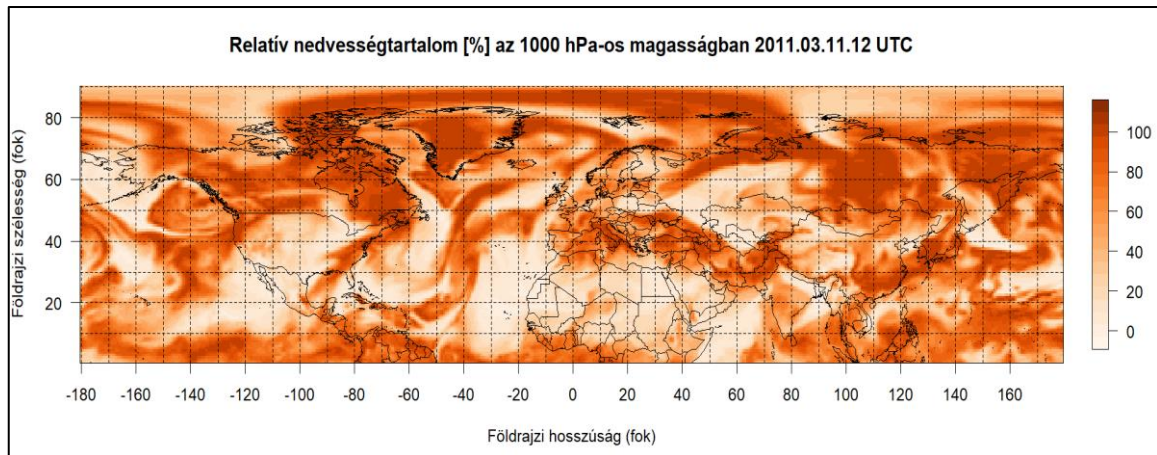 Relatív nedvességtartalom [%] az 1000 hPa-os magasságban 2011.03.11.12 UTC
Földrajzi szélesség (fok)
80
60
40
20
-180 -160 -140 -120 -100 -80 -60 -40 -20 0 20 40 60 80 100 120 140 160
Földrajzi hosszúság (fok)
100
80
60
40
20
0